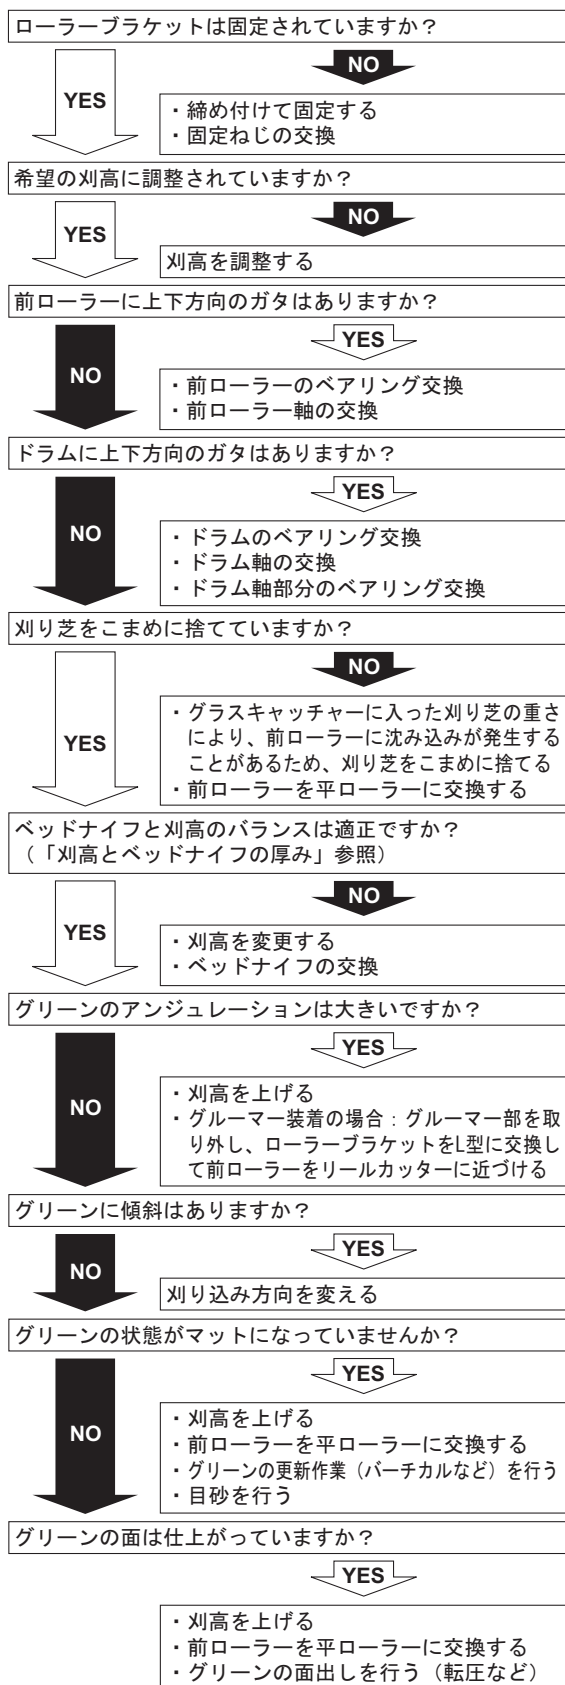 ローラーブラケットは固定されていますか？
NO
YES
・締め付けて固定する
・固定ねじの交換
希望の刈高に調整されていますか？
NO
YES
刈高を調整する
前ローラーに上下方向のガタはありますか？
YES
NO
・前ローラーのベアリング交換
・前ローラー軸の交換
ドラムに上下方向のガタはありますか？
YES
NO
・ドラムのベアリング交換
・ドラム軸の交換
・ドラム軸部分のベアリング交換
刈り芝をこまめに捨てていますか？
NO
YES
・グラスキャッチャーに入った刈り芝の重さ
により、前ローラーに沈み込みが発生する
ことがあるため、刈り芝をこまめに捨てる
・前ローラーを平ローラーに交換する
ベッドナイフと刈高のバランスは適正ですか？
（「刈高とベッドナイフの厚み」参照）
NO
YES
・刈高を変更する
・ベッドナイフの交換
グリーンのアンジュレーションは大きいですか？
YES
NO
・刈高を上げる
・グルーマー装着の場合：グルーマー部を取
り外し、ローラーブラケットをL型に交換し
て前ローラーをリールカッターに近づける
グリーンに傾斜はありますか？
YES
NO
刈り込み方向を変える
グリーンの状態がマットになっていませんか？
YES
NO
・刈高を上げる
・前ローラーを平ローラーに交換する
・グリーンの更新作業（バーチカルなど）を行う
・目砂を行う
グリーンの面は仕上がっていますか？
YES
・刈高を上げる
・前ローラーを平ローラーに交換する
・グリーンの面出しを行う（転圧など）